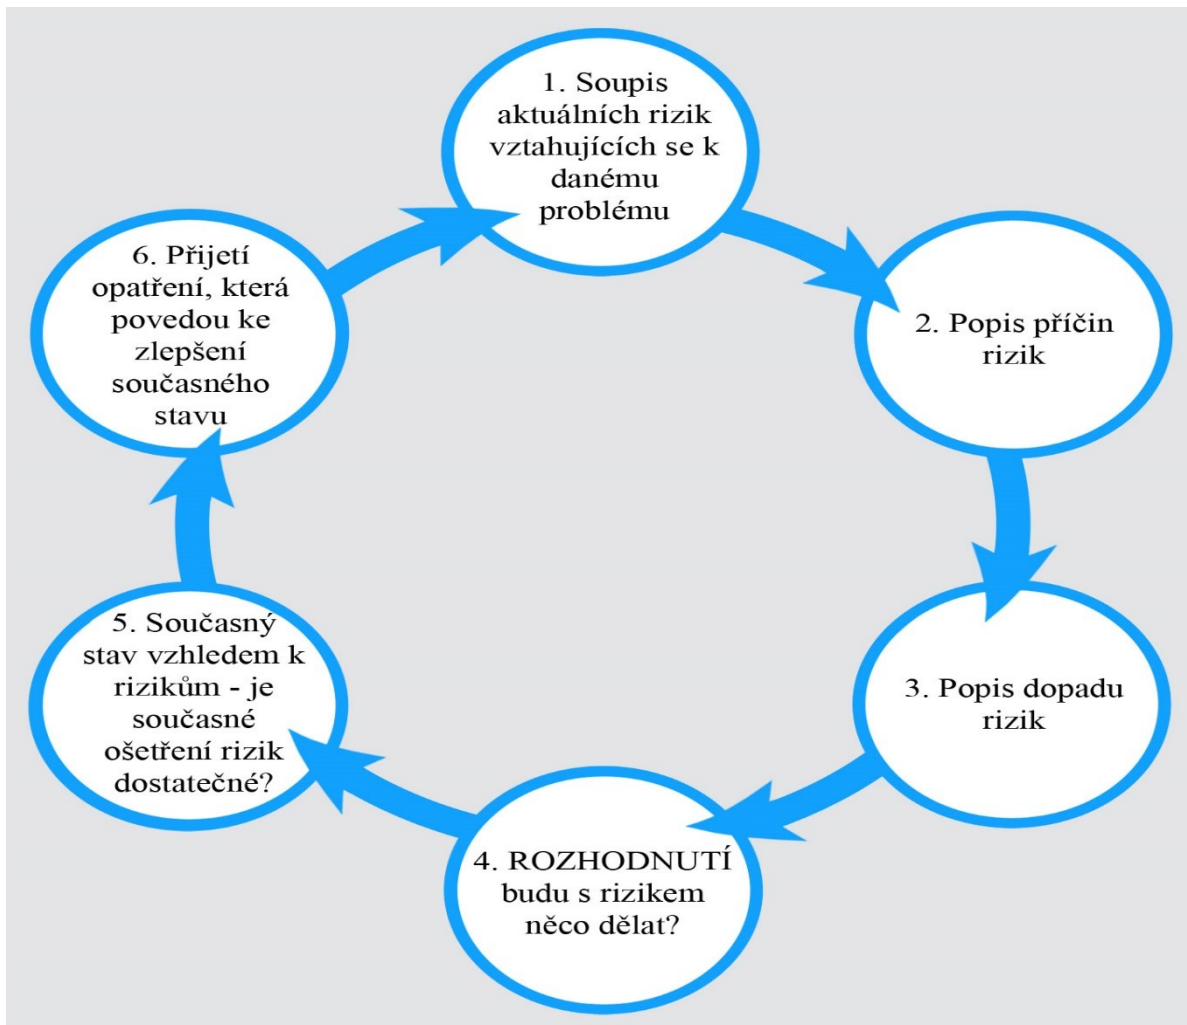 1. Soupis
aktuálních rizik
vztahujících se k
danému
problému
2. Popis příčin
rizik
3. Popis dopadu
rizik
4. ROZHODNUTÍ
budu s rizikem
něco dělat?
5. Současný
stav vzhledem k
rizikům - je
současné
ošetření rizik
dostatečné?
6. Přijetí
opatření, která
povedou ke
zlepšení
současného
stavu